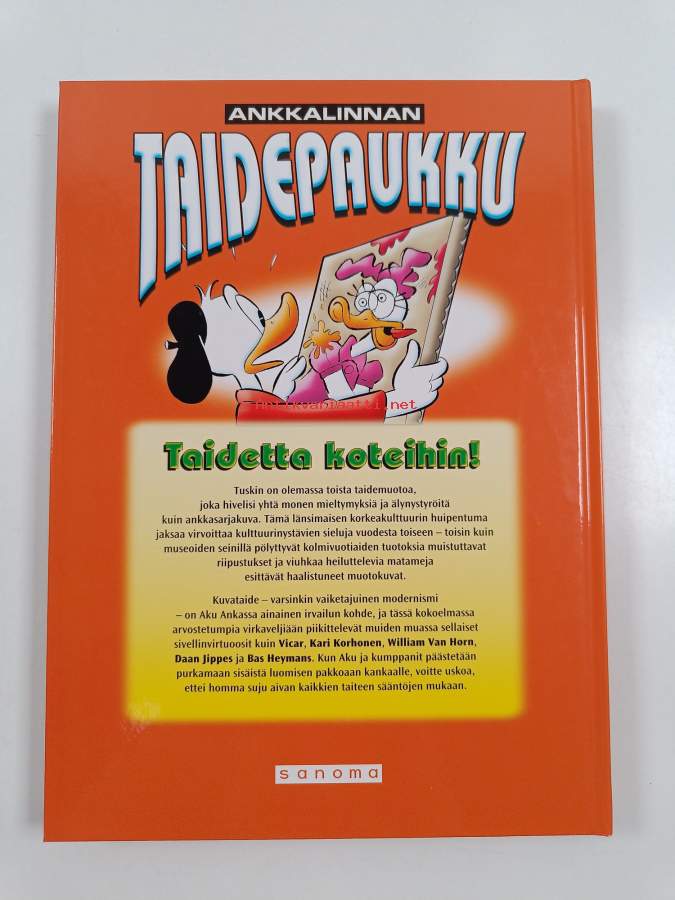 ANKKALINNAN
TAIDEPAUKKU
antikvariaatti.net
Taidetta koteihin!
Tuskin on olemassa toista taidemuotoa,
joka hivelisi yhtä monen mieltymyksiä ja älynystyröitä
kuin ankkasarjakuva. Tämä länsimaisen korkeakulttuurin huipentuma
jaksaa virvoittaa kulttuurinystävien sieluja vuodesta toiseen – toisin kuin
museoiden seinillä pölyttyvät kolmivuotiaiden tuotoksia muistuttavat
riipustukset ja viuhkaa heiluttelevia matameja
esittävät haalistuneet muotokuvat.
Kuvataide – varsinkin vaiketajuinen modernismi
– on Aku Ankassa ainainen irvailun kohde, ja tässä kokoelmassa
arvostetumpia virkaveljiään piikittelevät muiden muassa sellaiset
sivellinvirtuoosit kuin Vicar, Kari Korhonen, William Van Horn,
Daan Jippes ja Bas Heymans. Kun Aku ja kumppanit päästetään
purkamaan sisäistä luomisen pakkoaan kankaalle, voitte uskoa,
ettei homma suju aivan kaikkien taiteen sääntöjen mukaan.
sanoma